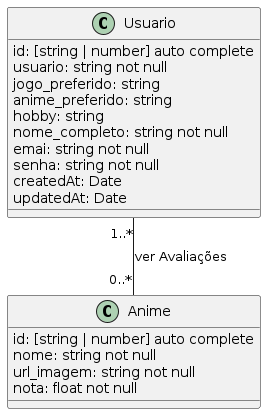 C Usuario
id: [string | number] auto complete
usuario: string not null
jogo_preferido: string
anime_preferido: string
hobby: string
nome_completo: string not null
emai: string not null
senha: string not null
createdAt: Date
updatedAt: Date
1..*
ver Avaliações
0..*
C Anime
id: [string | number] auto complete
nome: string not null
url_imagem: string not null
nota: float not null